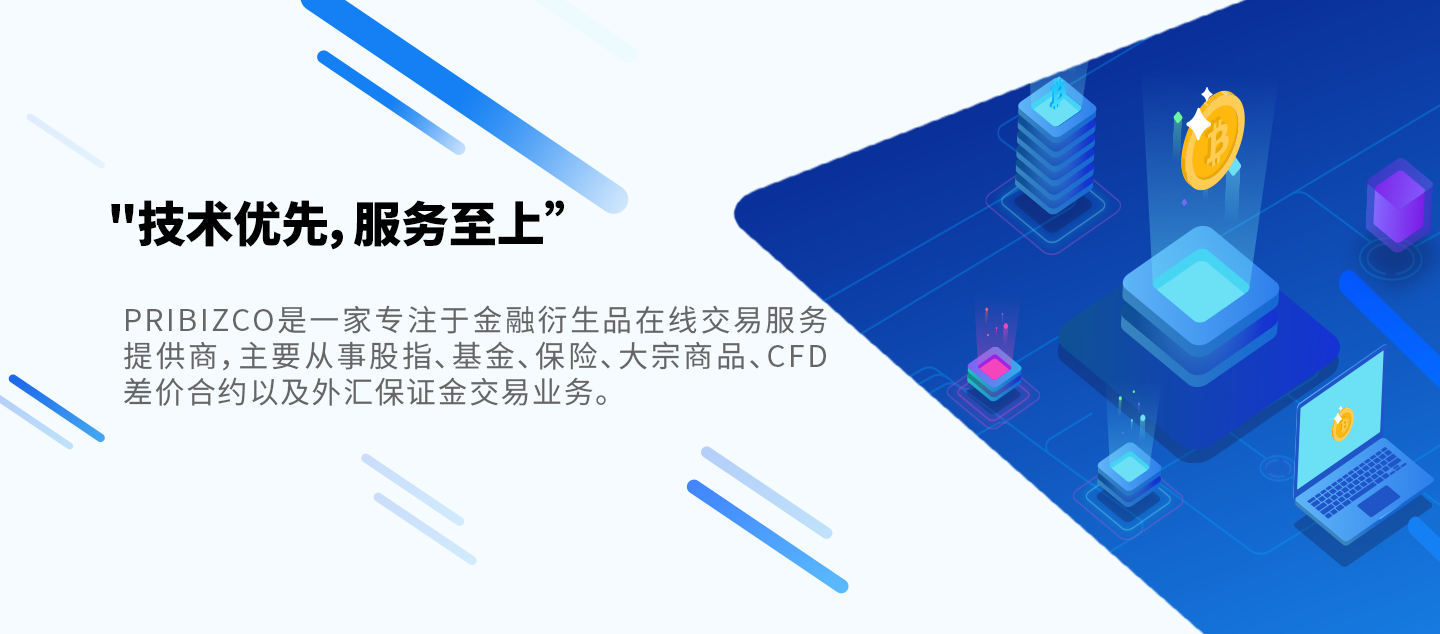 "技术优先，服务至上”
PRIBIZCO是一家专注于金融衍生品在线交易服务
提供商，主要从事股指、基金、保险、大宗商品、CFD
差价合约以及外汇保证金交易业务。